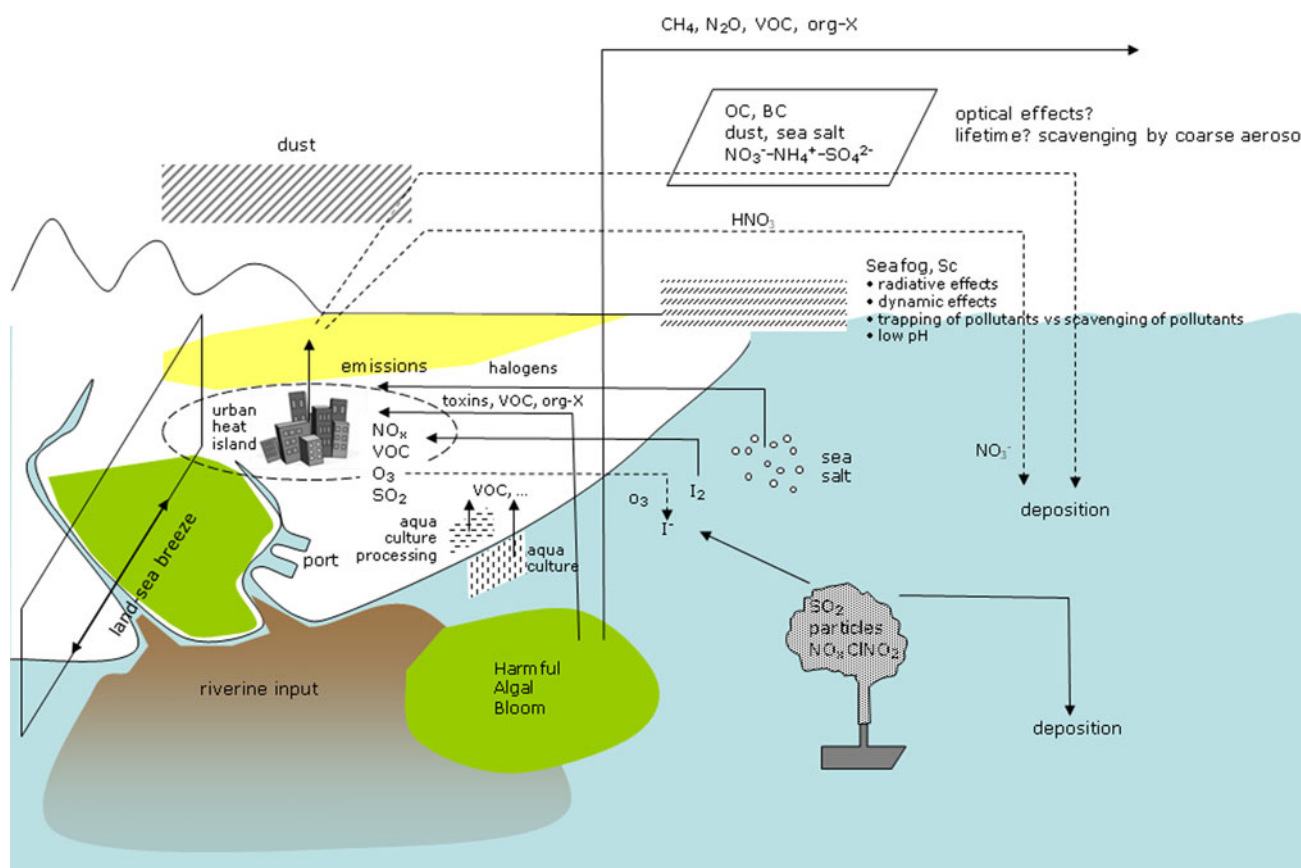 CH₄, N₂O, VOC, org-X
OC, BC
dust, sea salt
NO₃⁻-NH₄⁺-SO₄²⁻
optical effects?
lifetime? scavenging by coarse aeroso
dust
HNO₃
Sea fog, Sc
• radiative effects
• dynamic effects
• trapping of pollutants vs scavenging of pollutants
• low pH
emissions
halogens
toxins, VOC, org-X
urban
heat
island
NOₓ
VOC
O₃
SO₂
sea
salt
NO₃⁻
I₂
O₃
I⁻
VOC, ...
deposition
aqua
culture
processing
aqua
culture
port
land-sea breeze
SO₂
particles
NOₓ ClNO₂
riverine input
Harmful
Algal
Bloom
deposition